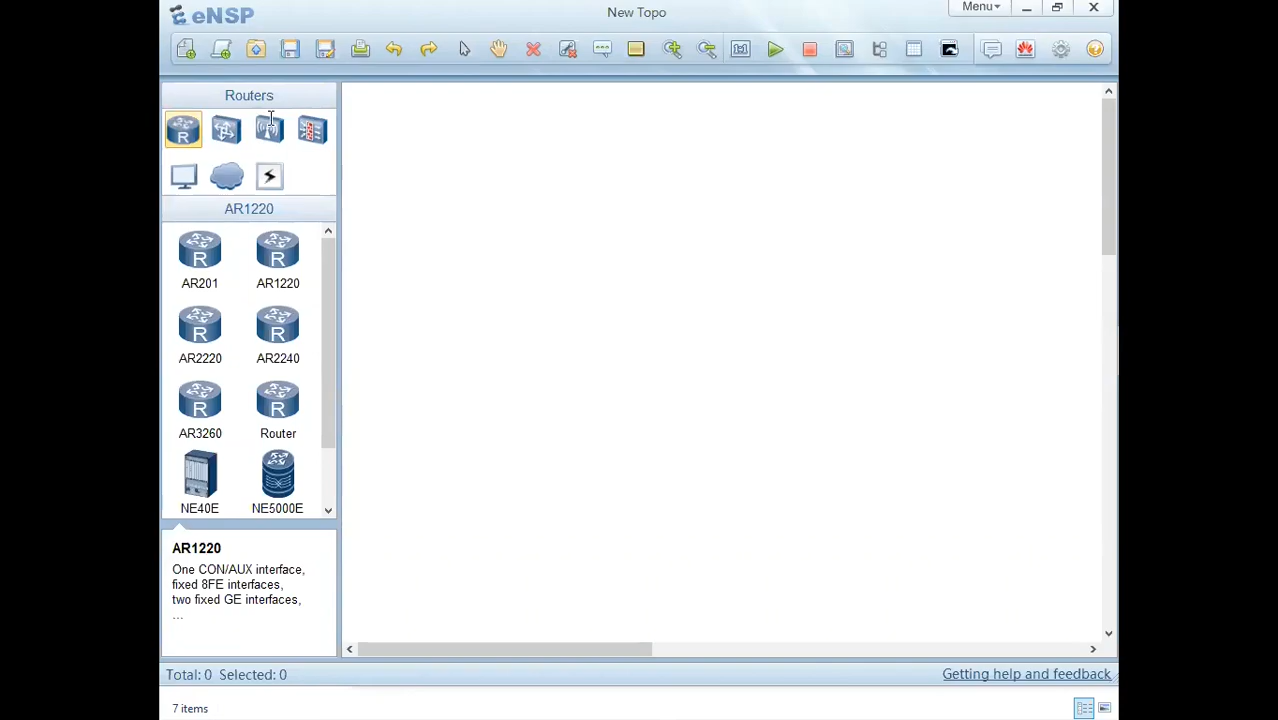 eNSP
New Topo
Menu
Routers
R
AR1220
R
R
AR201
AR1220
R
R
AR2220
AR2240
R
R
AR3260
Router
NE40E
NE5000E
AR1220
One CON/AUX interface,
fixed 8FE interfaces,
two fixed GE interfaces,
...
Total: 0 Selected: 0
Getting help and feedback
7 items